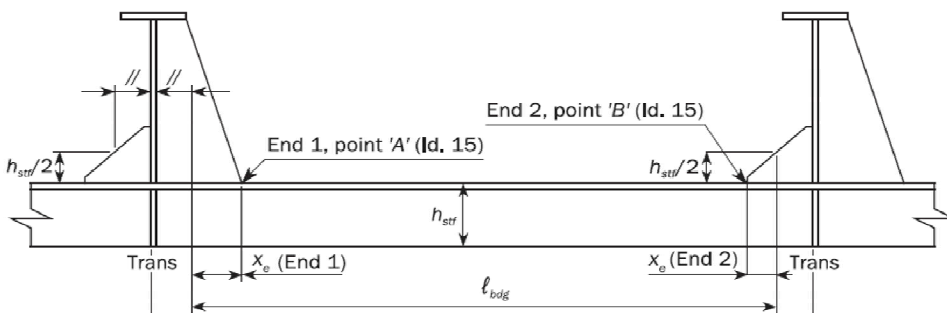 // //
End 2, point 'B' (Id. 15)
End 1, point 'A' (Id. 15)
h_stf/2
h_stf/2
h_stf
Trans
x_e (End 1)
x_e (End 2)
Trans
ℓ_bdg